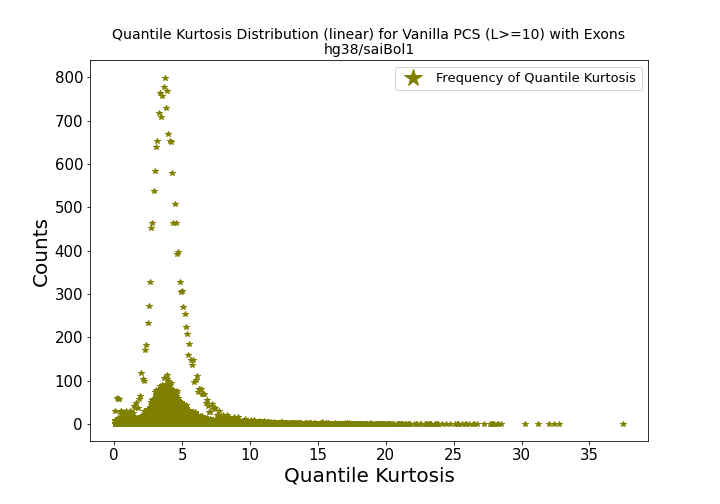 Quantile Kurtosis Distribution (linear) for Vanilla PCS (L>=10) with Exons
hg38/saiBol1
Frequency of Quantile Kurtosis
800
700
600
500
400
300
200
100
0
Counts
0 5 10 15 20 25 30 35
Quantile Kurtosis